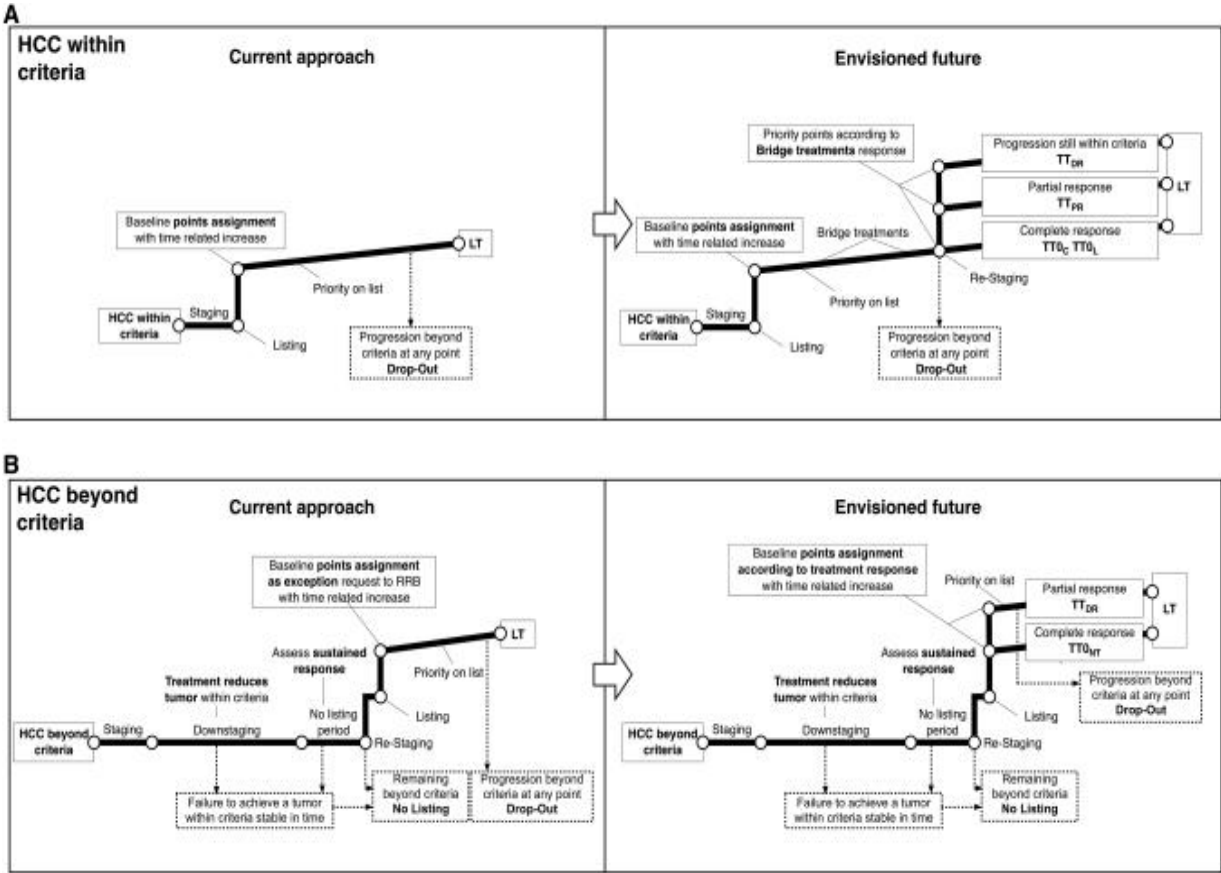 A
HCC within
criteria
Current approach
Baseline points assignment
with time related increase
LT
Priority on list
Staging
HCC within
criteria
Listing
Progression beyond
criteria at any point
Drop-Out
Envisioned future
Priority points according to
Bridge treatments response
Progression still within criteria
TT_DR
Partial response
TT_PR
LT
Complete response
TT0_C TT0_L
Baseline points assignment
with time related increase
Bridge treatments
Re-Staging
Priority on list
Staging
HCC within
criteria
Listing
Progression beyond
criteria at any point
Drop-Out
B
HCC beyond
criteria
Current approach
Baseline points assignment
as exception request to RRB
with time related increase
LT
Assess sustained
response
Priority on list
Treatment reduces
tumor within criteria
No listing
period
Listing
HCC beyond
criteria
Staging
Downstaging
Re-Staging
Failure to achieve a tumor
within criteria stable in time
Remaining
beyond criteria
No Listing
Progression beyond
criteria at any point
Drop-Out
Envisioned future
Baseline points assignment
according to treatment response
with time related increase
Priority on list
Partial response
TT_DR
LT
Complete response
TT0_NT
Assess sustained
response
Treatment reduces
tumor within criteria
Progression beyond
criteria at any point
Drop-Out
No listing
period
Listing
HCC beyond
criteria
Staging
Downstaging
Re-Staging
Failure to achieve a tumor
within criteria stable in time
Remaining
beyond criteria
No Listing